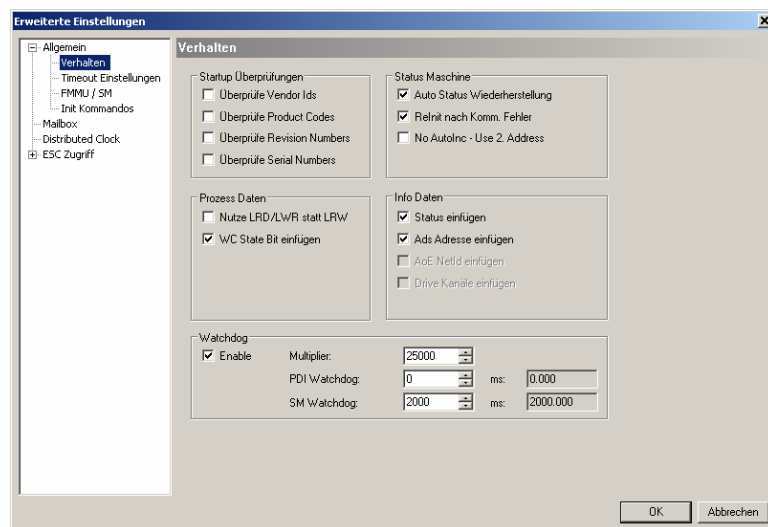 Erweiterte Einstellungen
Allgemein
Verhalten
Timeout Einstellungen
FMMU / SM
Init Kommandos
Mailbox
Distributed Clock
ESC Zugriff
Verhalten
Startup Überprüfungen
Überprüfe Vendor Ids
Überprüfe Product Codes
Überprüfe Revision Numbers
Überprüfe Serial Numbers
Status Maschine
Auto Status Wiederherstellung
ReInit nach Komm. Fehler
No AutoInc - Use 2. Address
Prozess Daten
Nutze LRD/LWR statt LRW
WC State Bit einfügen
Info Daten
Status einfügen
Ads Adresse einfügen
AoE NetId einfügen
Drive Kanäle einfügen
Watchdog
Enable Multiplier: 25000
PDI Watchdog: 0 ms: 0.000
SM Watchdog: 2000 ms: 2000.000
OK Abbrechen